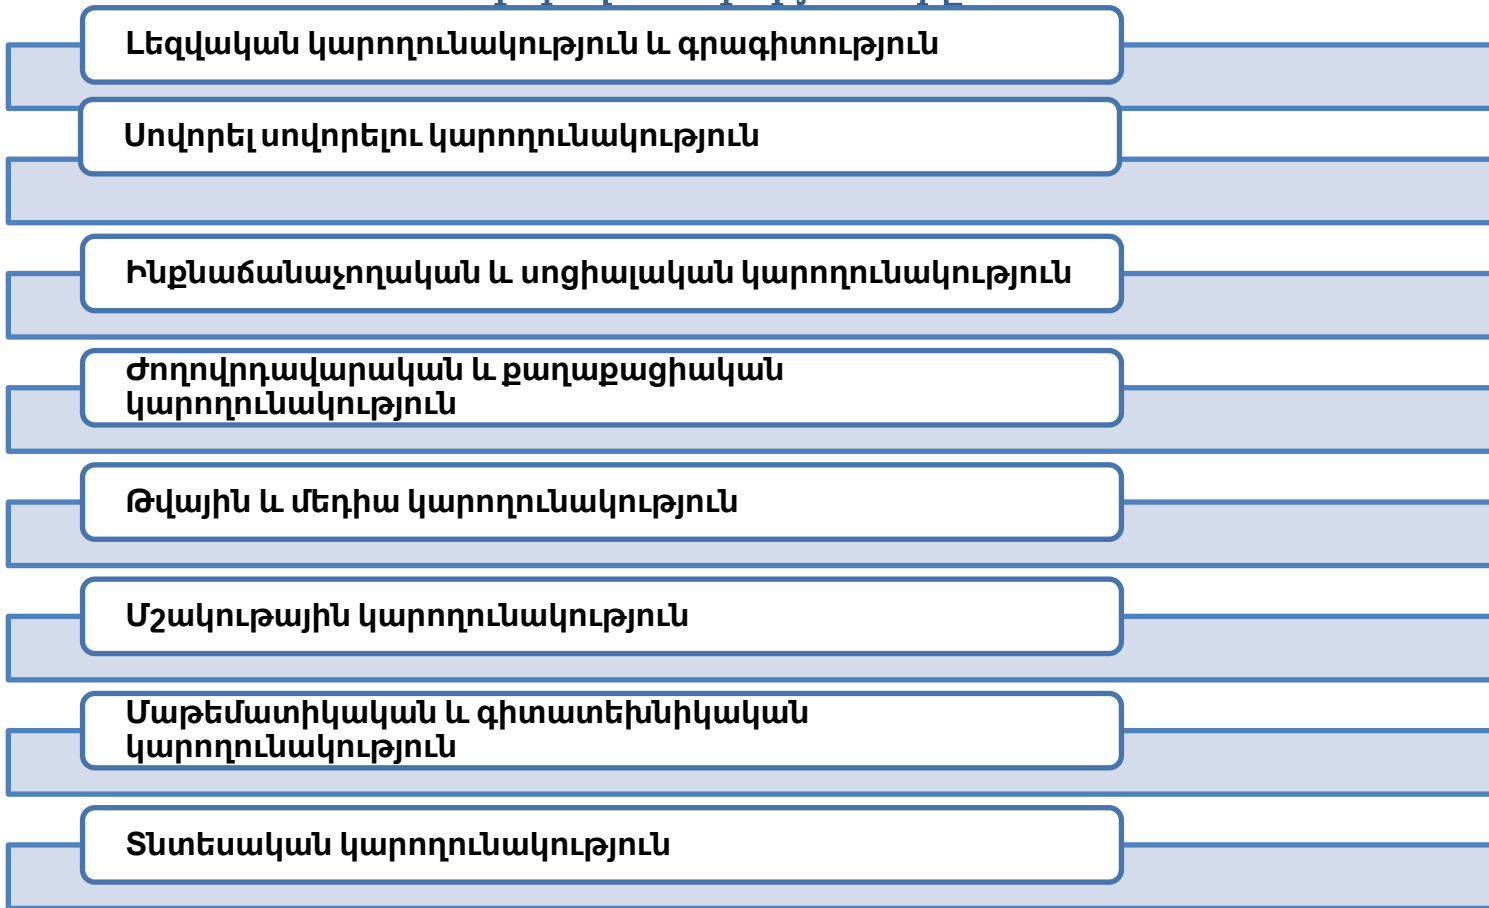 Լեզվական կարողունակություն և գրագիտություն
Սովորել սովորելու կարողունակություն
Ինքնաճանաչողական և սոցիալական կարողունակություն
Ժողովրդավարական և քաղաքացիական
կարողունակություն
Թվային և մեդիա կարողունակություն
Մշակութային կարողունակություն
Մաթեմատիկական և գիտատեխնիկական
կարողունակություն
Տնտեսական կարողունակություն